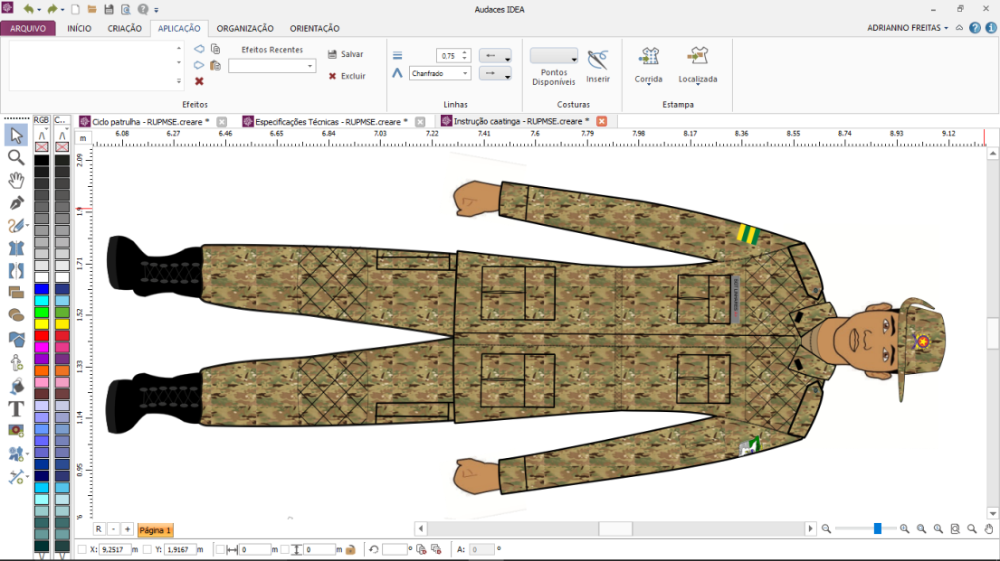 Audaces IDEA
ARQUIVO INÍCIO CRIAÇÃO APLICAÇÃO ORGANIZAÇÃO ORIENTAÇÃO ADRIANNO FREITAS
Efeitos Recentes
Salvar
Excluir
Efeitos
0,75
Chanfrado
Linhas
Pontos
Disponíveis
Inserir
Costuras
Corrida
Localizada
Estampa
RGB C..
Ciclo patrulha - RUPMSE.creare *
Especificações Técnicas - RUPMSE.creare *
Instrução caatinga - RUPMSE.creare *
m
6.08 6.27 6.46 6.65 6.84 7.03 7.22 7.41 7.6 7.79 7.98 8.17 8.36 8.55 8.74 8.93 9.12
2.09
1.9
1.71
1.52
1.33
1.14
0.95
T
R - + Página 1
X: 9,2517 m Y: 1,9167 m 0 m 0 m º A: 0 º